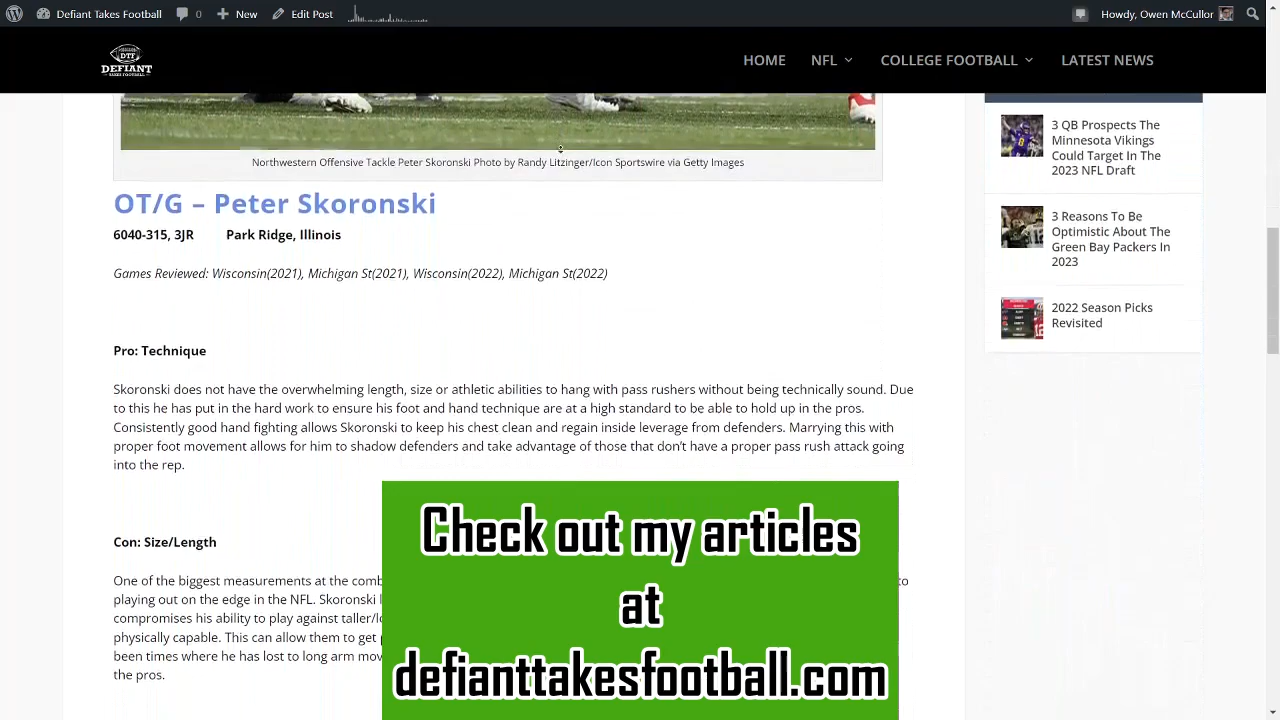 Defiant Takes Football
0
New
Edit Post
Howdy, Owen McCullor
DTF
DEFIANT
TAKES FOOTBALL
HOME
NFL
COLLEGE FOOTBALL
LATEST NEWS
Northwestern Offensive Tackle Peter Skoronski Photo by Randy Litzinger/Icon Sportswire via Getty Images
OT/G – Peter Skoronski
6040-315, 3JR Park Ridge, Illinois
Games Reviewed: Wisconsin(2021), Michigan St(2021), Wisconsin(2022), Michigan St(2022)
Pro: Technique
Skoronski does not have the overwhelming length, size or athletic abilities to hang with pass rushers without being technically sound. Due
to this he has put in the hard work to ensure his foot and hand technique are at a high standard to be able to hold up in the pros.
Consistently good hand fighting allows Skoronski to keep his chest clean and regain inside leverage from defenders. Marrying this with
proper foot movement allows for him to shadow defenders and take advantage of those that don't have a proper pass rush attack going
into the rep.
Con: Size/Length
One of the biggest measurements at the comb
to
playing out on the edge in the NFL. Skoronski l
compromises his ability to play against taller/lo
physically capable. This can allow them to get
been times where he has lost to long arm mov
the pros.
3 QB Prospects The
Minnesota Vikings
Could Target In The
2023 NFL Draft
3 Reasons To Be
Optimistic About The
Green Bay Packers In
2023
2022 Season Picks
Revisited
Check out my articles
at
defianttakesfootball.com